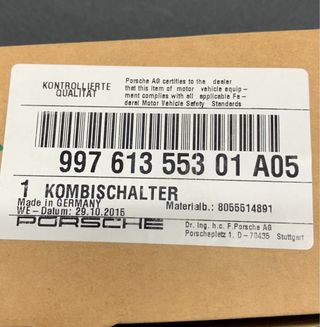 KONTROLLIERTE
QUALITÄT
Porsche AG certifies to the dealer
that this item of motor vehicle equip-
ment complies with all applicable Fe-
deral Motor Vehicle Safety Standards
997 613 553 01 A05
1 KOMBISCHALTER
Made in GERMANY
Materialb.: 8055514891
WE-Datum: 29.10.2015
PORSCHE
Dr. ing. h.c. F.Porsche AG
Porscheplatz 1, D-70435 Stuttgart